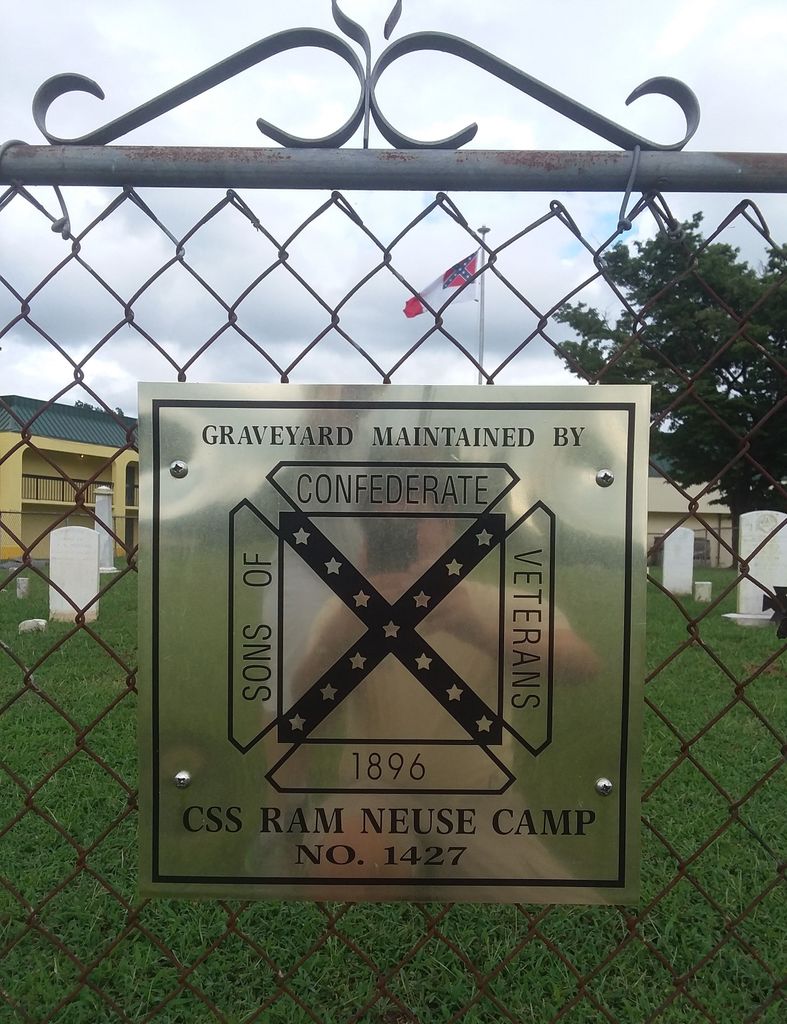 GRAVEYARD MAINTAINED BY
CONFEDERATE
SONS OF
VETERANS
1896
CSS RAM NEUSE CAMP
NO. 1427